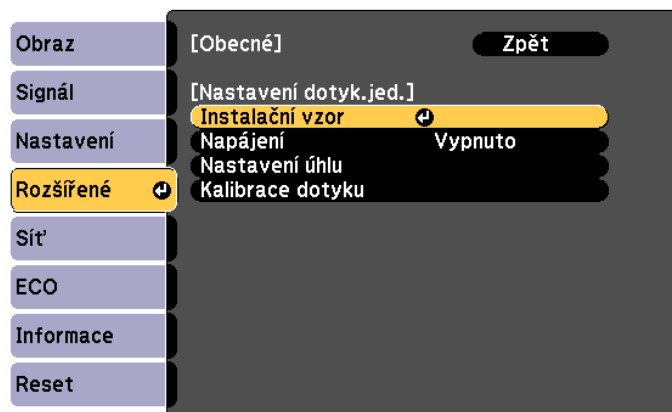 Obraz
Signál
Nastavení
Rozšířené
Síť
ECO
Informace
Reset
[Obecné] Zpět
[Nastavení dotyk.jed.]
Instalační vzor
Napájení Vypnuto
Nastavení úhlu
Kalibrace dotyku